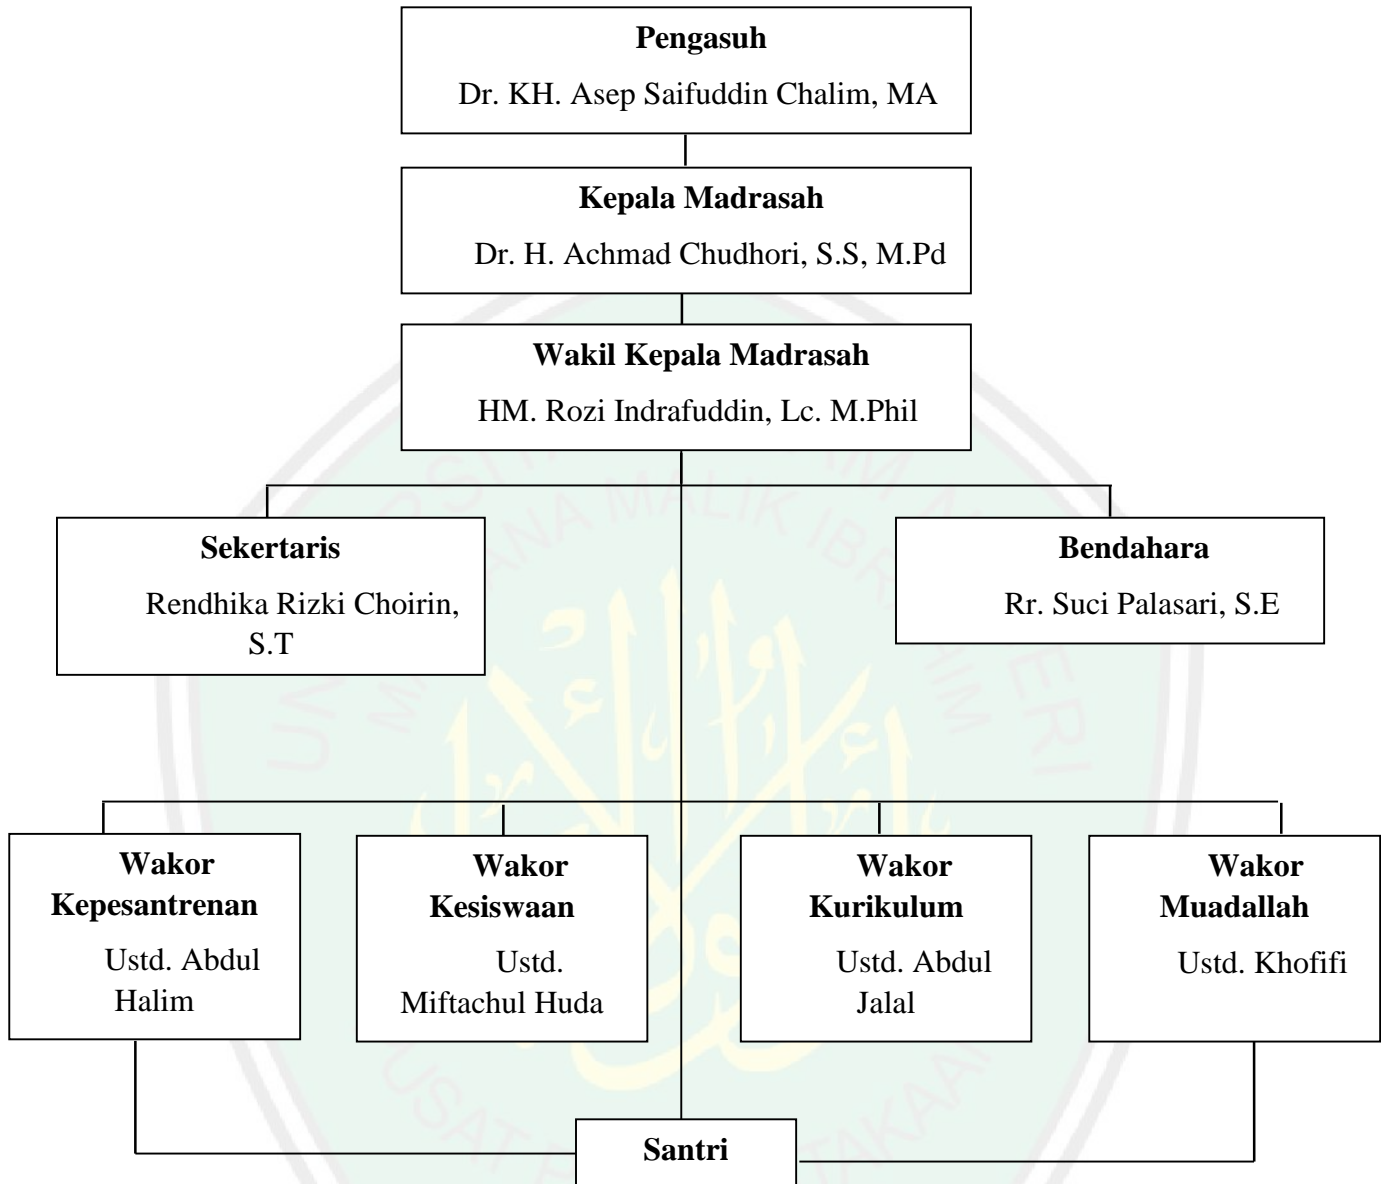 Pengasuh
Dr. KH. Asep Saifuddin Chalim, MA
Kepala Madrasah
Dr. H. Achmad Chudhori, S.S, M.Pd
Wakil Kepala Madrasah
HM. Rozi Indrafuddin, Lc. M.Phil
Sekertaris
Rendhika Rizki Choirin,
S.T
Bendahara
Rr. Suci Palasari, S.E
Wakor
Kepesantrenan
Ustd. Abdul
Halim
Wakor
Kesiswaan
Ustd.
Miftachul Huda
Wakor
Kurikulum
Ustd. Abdul
Jalal
Wakor
Muadallah
Ustd. Khofifi
Santri